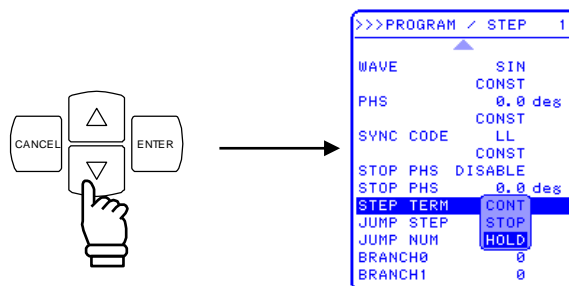 >>>PROGRAM / STEP 1
WAVE SIN
CONST
PHS 0.0 deg
CONST
SYNC CODE LL
CONST
STOP PHS DISABLE
STOP PHS 0.0 deg
STEP TERM CONT
JUMP STEP STOP
JUMP NUM HOLD
BRANCH0 0
BRANCH1 0
CANCEL
ENTER